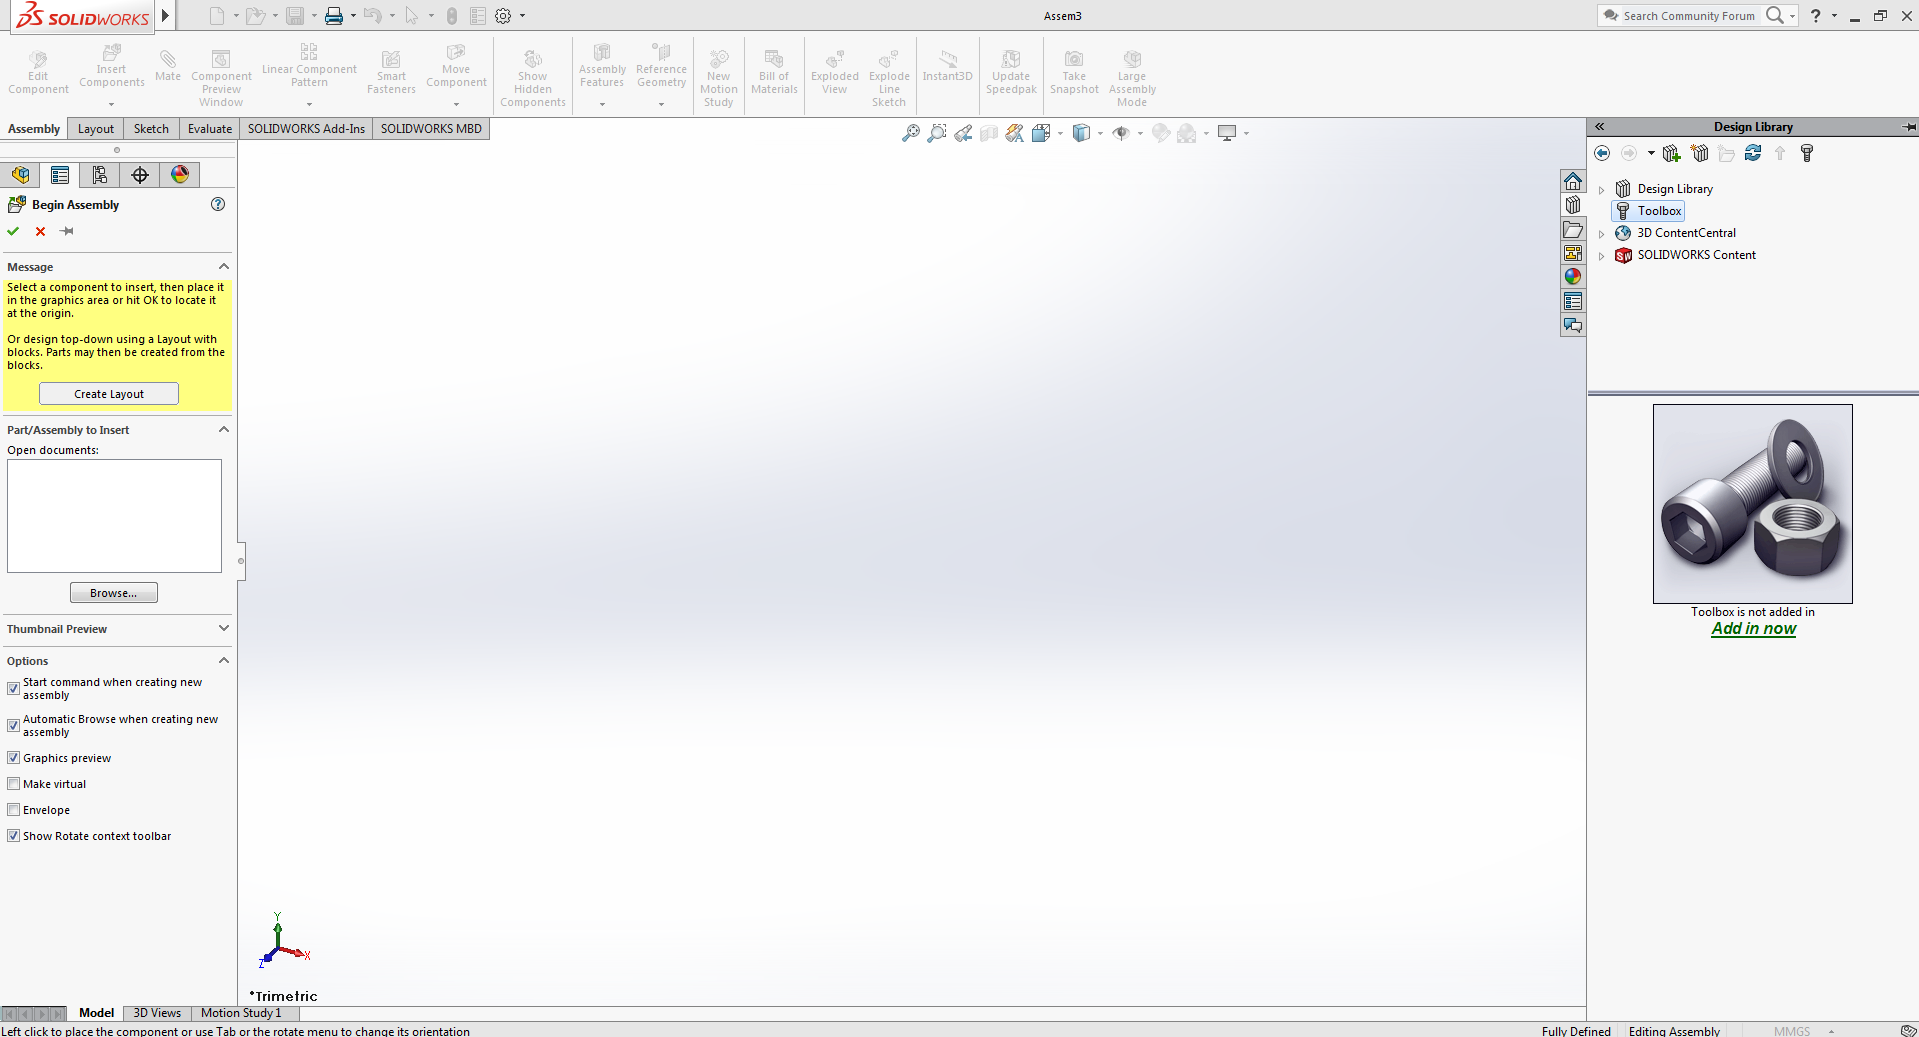 SOLIDWORKS
Assem3
Search Community Forum
Edit Component
Insert Components
Mate
Component Preview Window
Linear Component Pattern
Smart Fasteners
Move Component
Show Hidden Components
Assembly Features
Reference Geometry
New Motion Study
Bill of Materials
Exploded View
Explode Line Sketch
Instant3D
Update Speedpak
Take Snapshot
Large Assembly Mode
Assembly
Layout
Sketch
Evaluate
SOLIDWORKS Add-Ins
SOLIDWORKS MBD
Begin Assembly
Message
Select a component to insert, then place it
in the graphics area or hit OK to locate it
at the origin.
Or design top-down using a Layout with
blocks. Parts may then be created from the
blocks.
Create Layout
Part/Assembly to Insert
Open documents:
Browse...
Thumbnail Preview
Options
Start command when creating new
assembly
Automatic Browse when creating new
assembly
Graphics preview
Make virtual
Envelope
Show Rotate context toolbar
Y
X
Z
*Trimetric
Design Library
Design Library
Toolbox
3D ContentCentral
SOLIDWORKS Content
Toolbox is not added in
Add in now
Model
3D Views
Motion Study 1
Left click to place the component or use Tab or the rotate menu to change its orientation
Fully Defined
Editing Assembly
MMGS